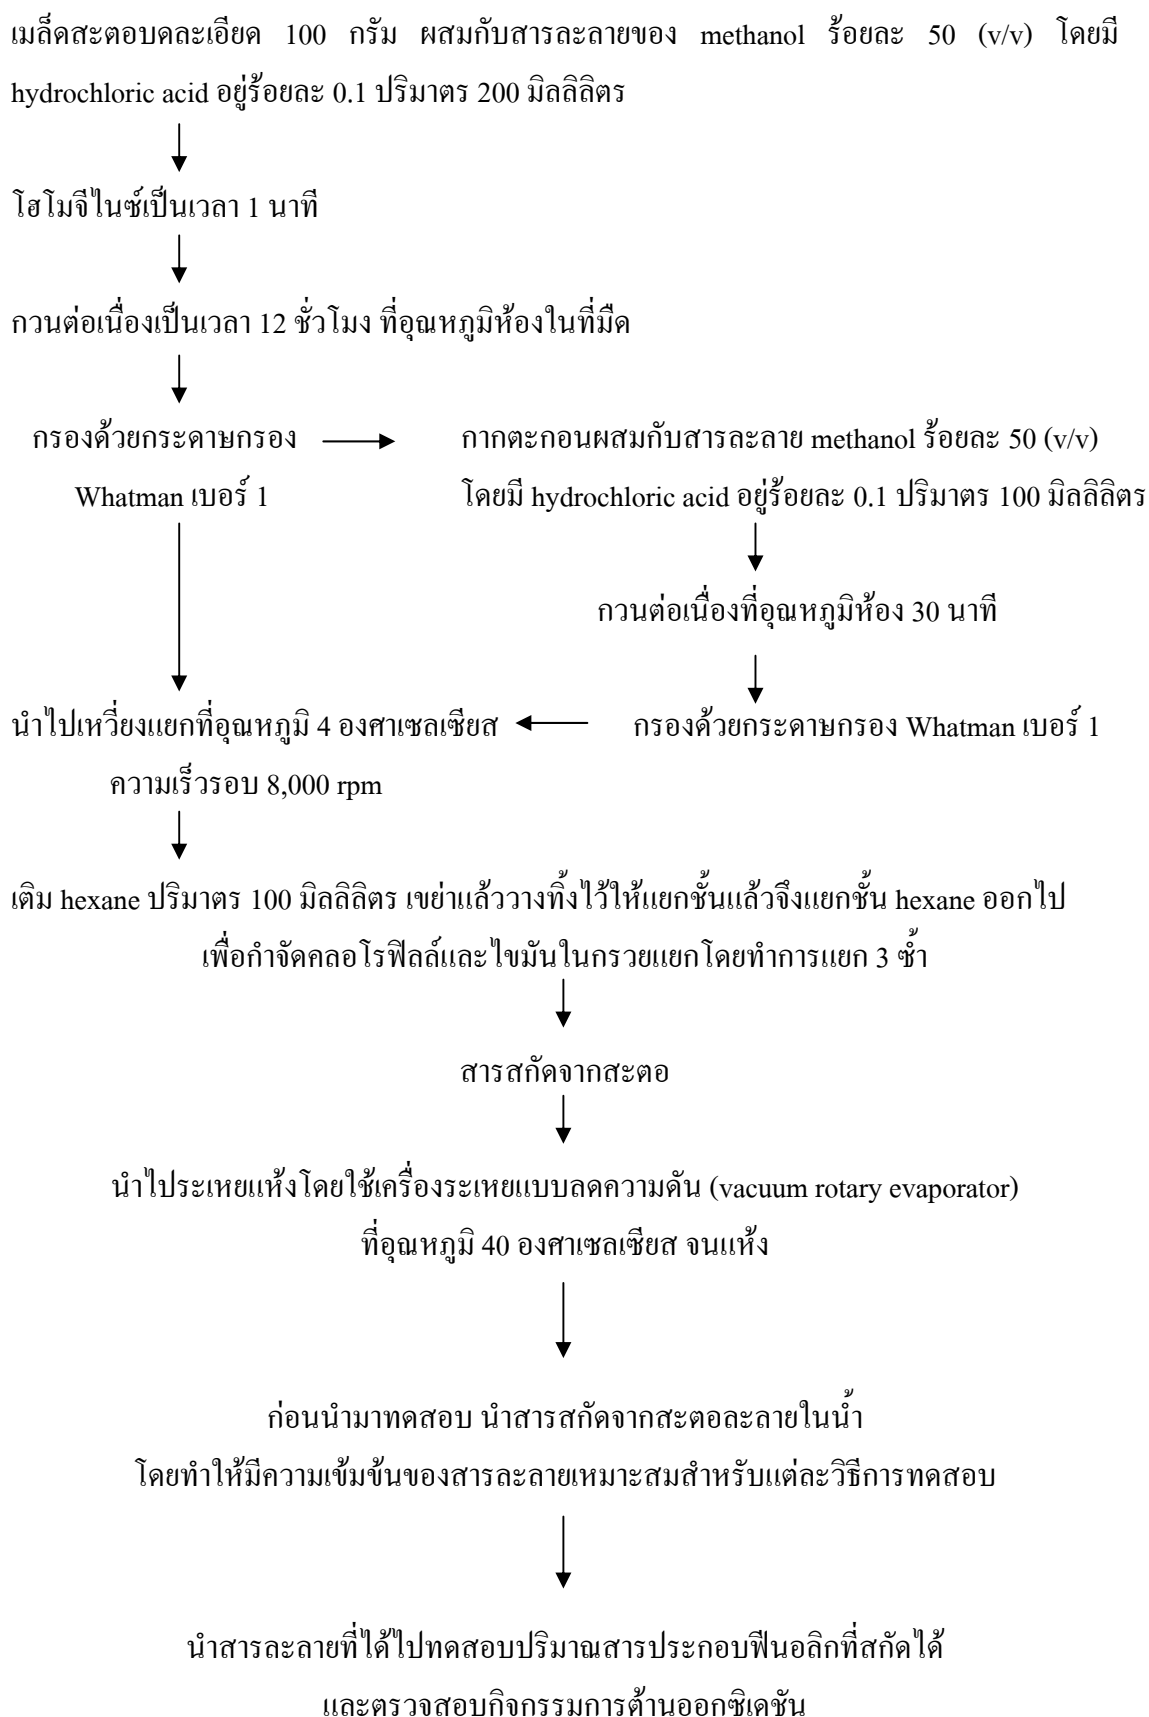 เมล็ดสะตอบดละเอียด 100 กรัม ผสมกับสารละลายของ methanol ร้อยละ 50 (v/v) โดยมี
hydrochloric acid อยู่ร้อยละ 0.1 ปริมาตร 200 มิลลิลิตร
โฮโมจีไนซ์เป็นเวลา 1 นาที
กวนต่อเนื่องเป็นเวลา 12 ชั่วโมง ที่อุณหภูมิห้องในที่มืด
กรองด้วยกระดาษกรอง
Whatman เบอร์ 1
กากตะกอนผสมกับสารละลาย methanol ร้อยละ 50 (v/v)
โดยมี hydrochloric acid อยู่ร้อยละ 0.1 ปริมาตร 100 มิลลิลิตร
กวนต่อเนื่องที่อุณหภูมิห้อง 30 นาที
กรองด้วยกระดาษกรอง Whatman เบอร์ 1
นำไปเหวี่ยงแยกที่อุณหภูมิ 4 องศาเซลเซียส
ความเร็วรอบ 8,000 rpm
เติม hexane ปริมาตร 100 มิลลิลิตร เขย่าแล้ววางทิ้งไว้ให้แยกชั้นแล้วจึงแยกชั้น hexane ออกไป
เพื่อกำจัดคลอโรฟิลล์และไขมันในกรวยแยกโดยทำการแยก 3 ซ้ำ
สารสกัดจากสะตอ
นำไประเหยแห้งโดยใช้เครื่องระเหยแบบลดความดัน (vacuum rotary evaporator)
ที่อุณหภูมิ 40 องศาเซลเซียส จนแห้ง
ก่อนนำมาทดสอบ นำสารสกัดจากสะตอละลายในน้ำ
โดยทำให้มีความเข้มข้นของสารละลายเหมาะสมสำหรับแต่ละวิธีการทดสอบ
นำสารละลายที่ได้ไปทดสอบปริมาณสารประกอบฟีนอลิกที่สกัดได้
และตรวจสอบกิจกรรมการต้านออกซิเดชัน